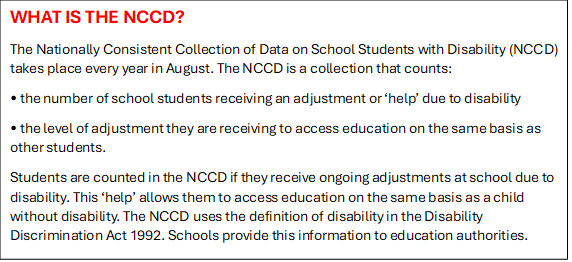 WHAT IS THE NCCD?
The Nationally Consistent Collection of Data on School Students with Disability (NCCD)
takes place every year in August. The NCCD is a collection that counts:
• the number of school students receiving an adjustment or ‘help’ due to disability
• the level of adjustment they are receiving to access education on the same basis as
other students.
Students are counted in the NCCD if they receive ongoing adjustments at school due to
disability. This ‘help’ allows them to access education on the same basis as a child
without disability. The NCCD uses the definition of disability in the Disability
Discrimination Act 1992. Schools provide this information to education authorities.